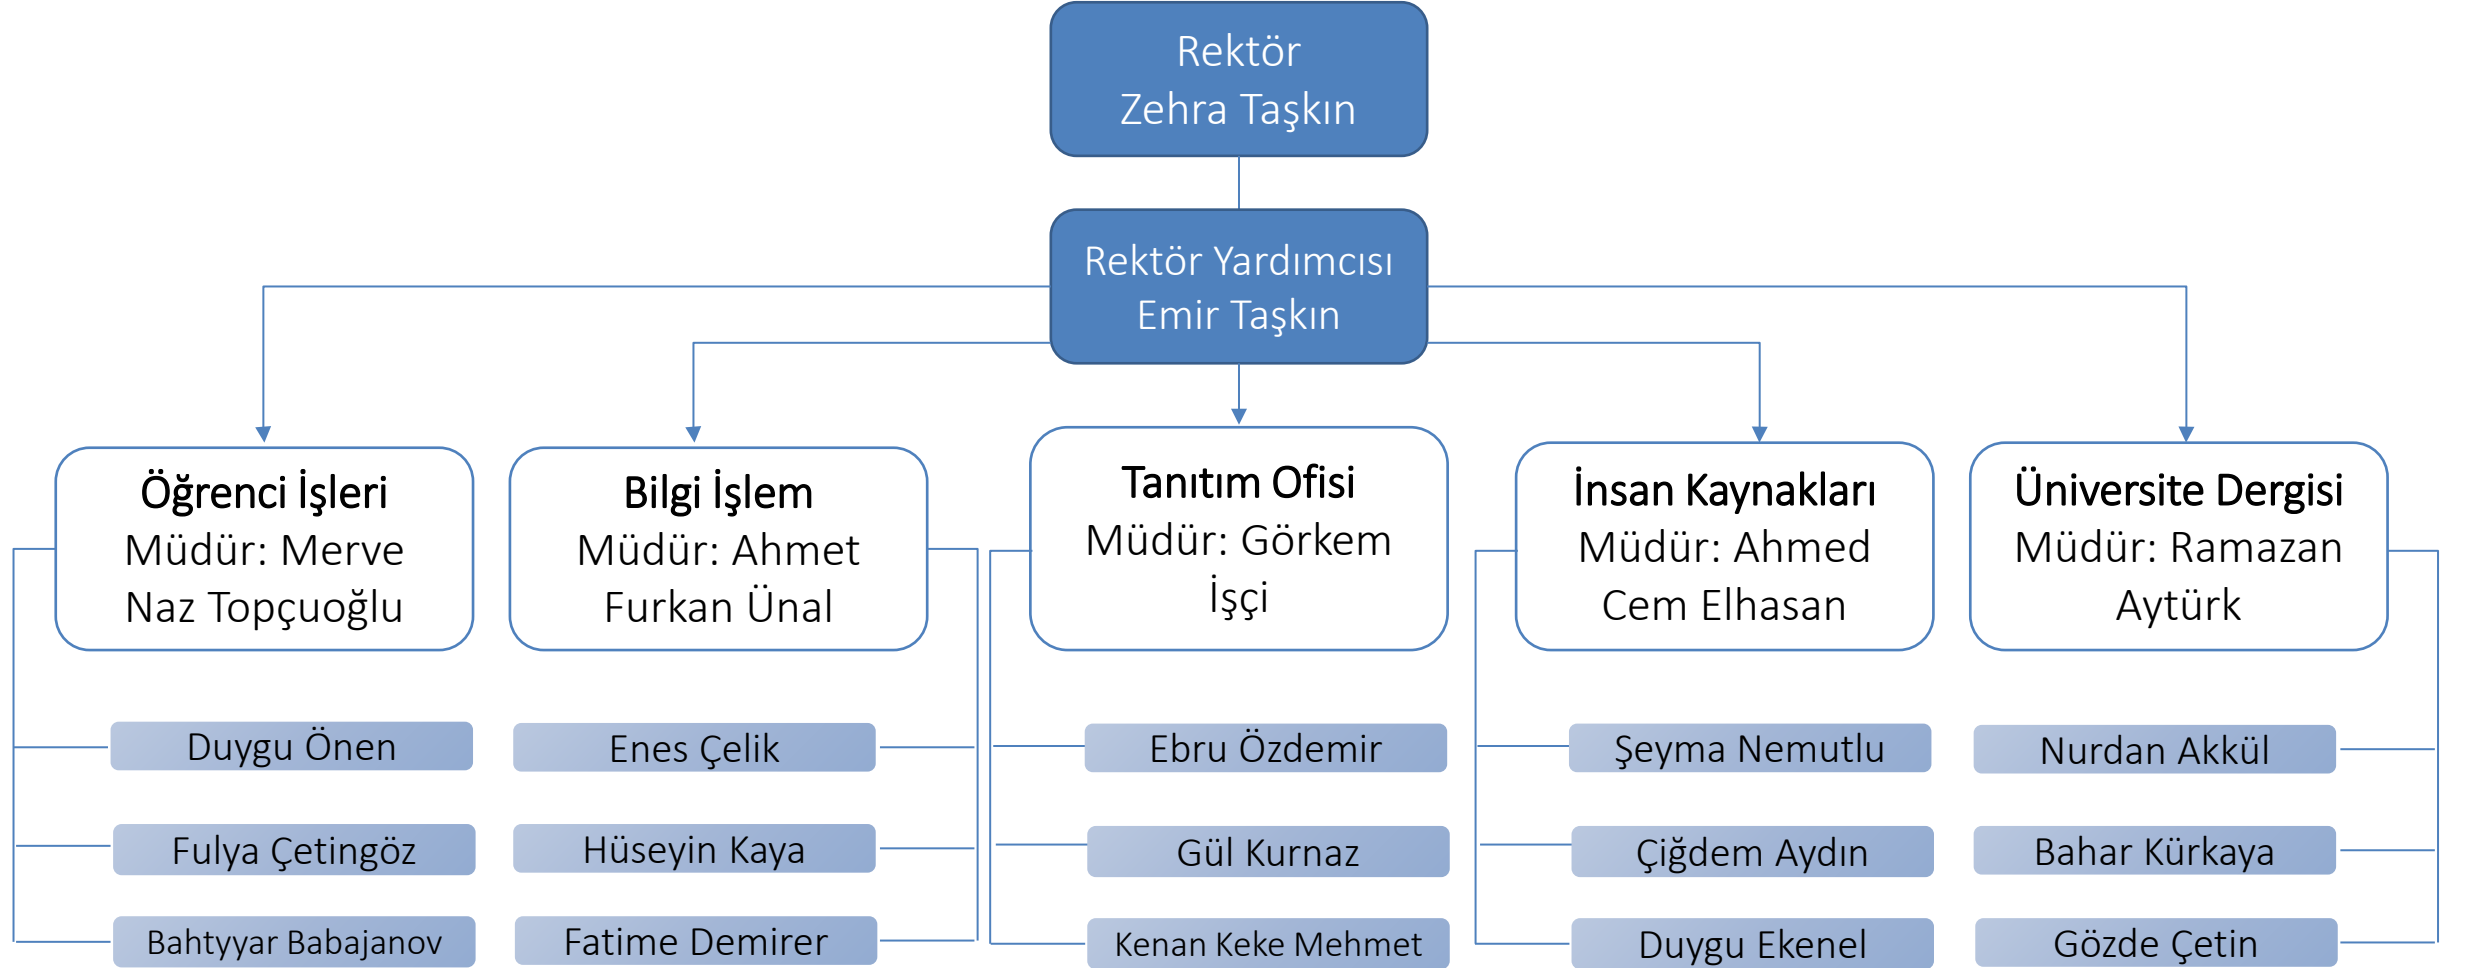 Rektör
Zehra Taşkın
Rektör Yardımcısı
Emir Taşkın
Öğrenci İşleri
Müdür: Merve
Naz Topçuoğlu
Bilgi İşlem
Müdür: Ahmet
Furkan Ünal
Tanıtım Ofisi
Müdür: Görkem
İşçi
İnsan Kaynakları
Müdür: Ahmed
Cem Elhasan
Üniversite Dergisi
Müdür: Ramazan
Aytürk
Duygu Önen
Fulya Çetingöz
Bahtyyar Babajanov
Enes Çelik
Hüseyin Kaya
Fatime Demirer
Ebru Özdemir
Gül Kurnaz
Kenan Keke Mehmet
Şeyma Nemutlu
Çiğdem Aydın
Duygu Ekenel
Nurdan Akkül
Bahar Kürkaya
Gözde Çetin